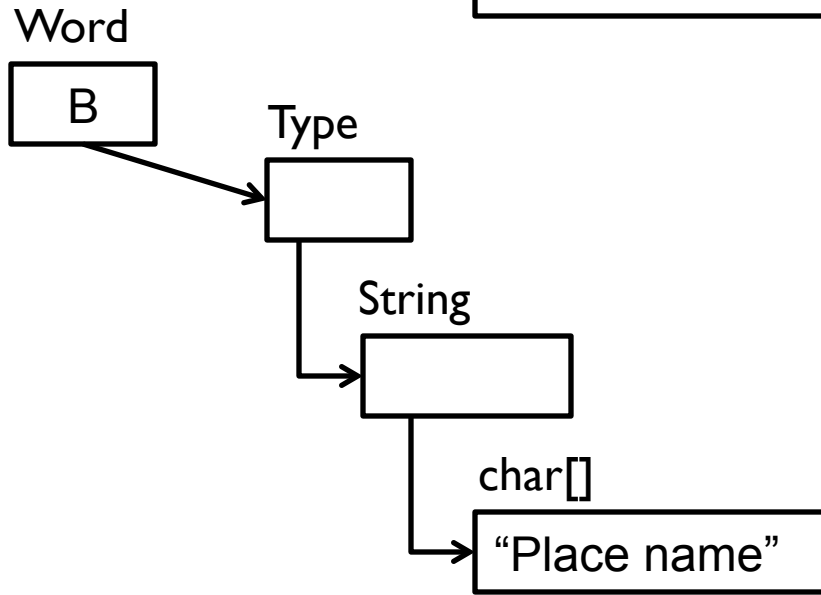 Word
B
Type
String
char[]
“Place name”